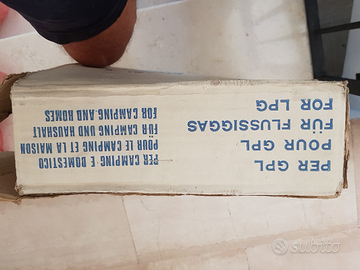 PER GPL
POUR GPL
FÜR FLUSSIGGAS
FOR LPG
PER CAMPING E DOMESTICO
POUR LE CAMPING ET LA MAISON
FÜR CAMPING UND HAUSHALT
FOR CAMPING AND HOMES
subito